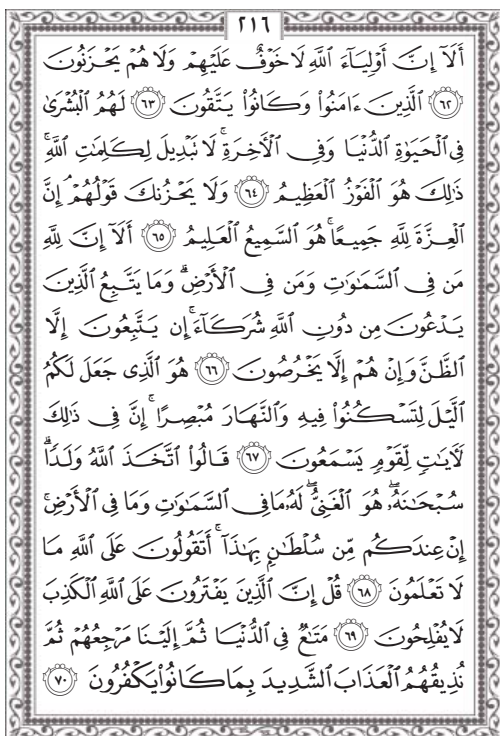 ٢١٦
أَلَآ إِنَّ أَوْلِيَآءَ ٱللَّهِ لَا خَوْفٌ عَلَيْهِمْ وَلَا هُمْ يَحْزَنُونَ
٦٢ ٱلَّذِينَ ءَامَنُوا۟ وَكَانُوا۟ يَتَّقُونَ ٦٣ لَهُمُ ٱلْبُشْرَىٰ
فِى ٱلْحَيَوٰةِ ٱلدُّنْيَا وَفِى ٱلْـَٔاخِرَةِ ۚ لَا تَبْدِيلَ لِكَلِمَٰتِ ٱللَّهِ ۚ
ذَٰلِكَ هُوَ ٱلْفَوْزُ ٱلْعَظِيمُ ٦٤ وَلَا يَحْزُنكَ قَوْلُهُمْ ۘ إِنَّ
ٱلْعِزَّةَ لِلَّهِ جَمِيعًا ۚ هُوَ ٱلسَّمِيعُ ٱلْعَلِيمُ ٦٥ أَلَآ إِنَّ لِلَّهِ
مَن فِى ٱلسَّمَٰوَٰتِ وَمَن فِى ٱلْأَرْضِ ۗ وَمَا يَتَّبِعُ ٱلَّذِينَ
يَدْعُونَ مِن دُونِ ٱللَّهِ شُرَكَآءَ ۚ إِن يَتَّبِعُونَ إِلَّا
ٱلظَّنَّ وَإِنْ هُمْ إِلَّا يَخْرُصُونَ ٦٦ هُوَ ٱلَّذِى جَعَلَ لَكُمُ
ٱلَّيْلَ لِتَسْكُنُوا۟ فِيهِ وَٱلنَّهَارَ مُبْصِرًا ۚ إِنَّ فِى ذَٰلِكَ
لَـَٔايَٰتٍ لِّقَوْمٍ يَسْمَعُونَ ٦٧ قَالُوا۟ ٱتَّخَذَ ٱللَّهُ وَلَدًا ۗ
سُبْحَٰنَهُۥ ۖ هُوَ ٱلْغَنِىُّ ۖ لَهُۥ مَا فِى ٱلسَّمَٰوَٰتِ وَمَا فِى ٱلْأَرْضِ ۚ
إِنْ عِندَكُم مِّن سُلْطَٰنٍۭ بِهَٰذَآ ۚ أَتَقُولُونَ عَلَى ٱللَّهِ مَا
لَا تَعْلَمُونَ ٦٨ قُلْ إِنَّ ٱلَّذِينَ يَفْتَرُونَ عَلَى ٱللَّهِ ٱلْكَذِبَ
لَا يُفْلِحُونَ ٦٩ مَتَٰعٌ فِى ٱلدُّنْيَا ثُمَّ إِلَيْنَا مَرْجِعُهُمْ ثُمَّ
نُذِيقُهُمُ ٱلْعَذَابَ ٱلشَّدِيدَ بِمَا كَانُوا۟ يَكْفُرُونَ ٧٠